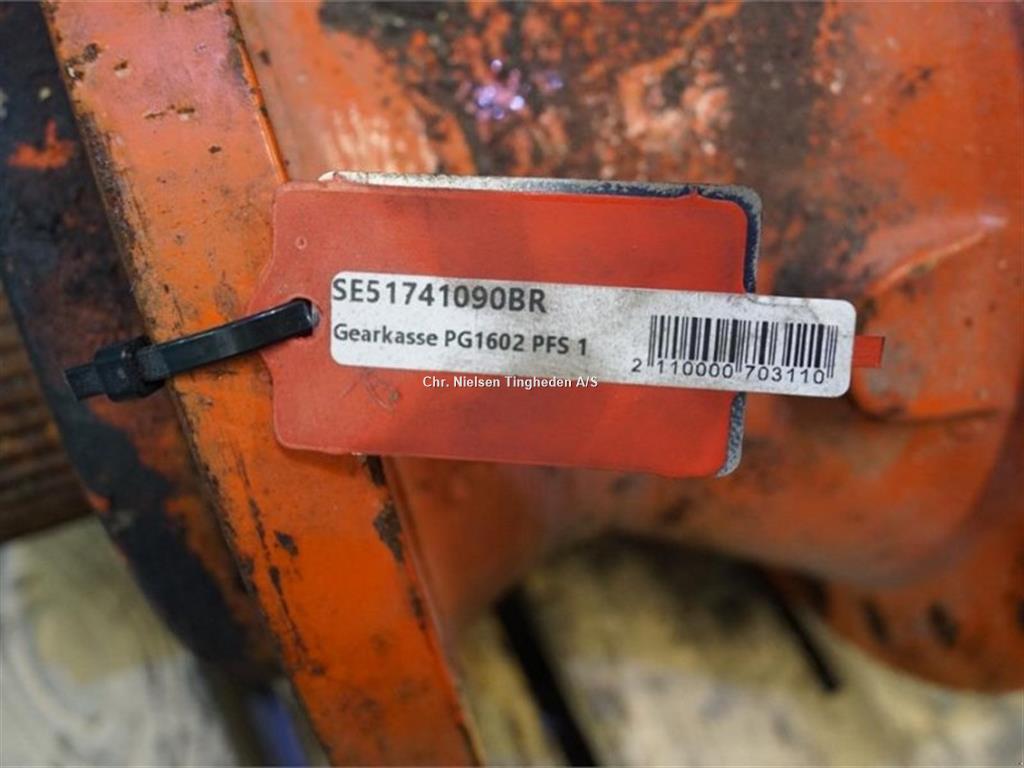 SE51741090BR
Gearkasse PG1602 PFS 1
2 110000 703110
Chr. Nielsen Tingheden A/S